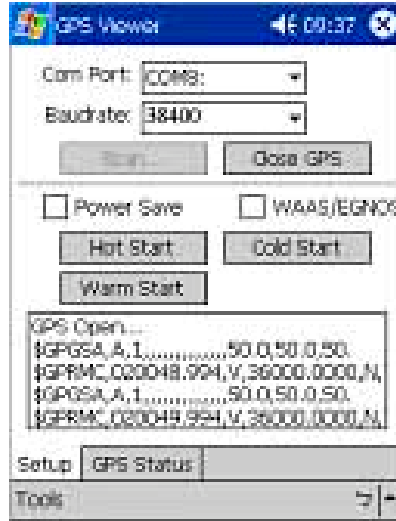 GPS Viewer 09:37
Com Port: COM8:
Baudrate: 38400
Scan... Close GPS
Power Save WAAS/EGNOS
Hot Start Cold Start
Warm Start
GPS Open...
$GPGSA,A,1,,,,,,,,,,,,,50.0,50.0,50.
$GPRMC,020048.994,V,36000.0000,N,
$GPGSA,A,1,,,,,,,,,,,,,50.0,50.0,50.
$GPRMC,020049.994,V,36000.0000,N,
Setup GPS Status
Tools